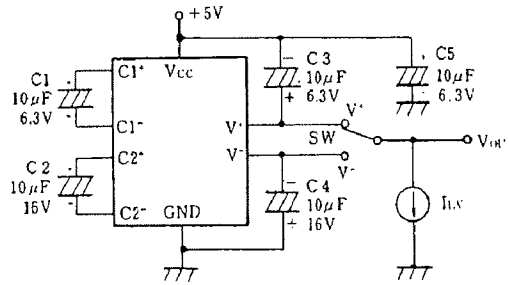 +5V
C1
10μF
6.3V
C1⁺
Vcc
C1⁻
C2⁺
C2
10μF
16V
C2⁻
GND
V⁺
V⁻
C3
10μF
6.3V
C5
10μF
6.3V
V⁺
SW
V⁻
C4
10μF
16V